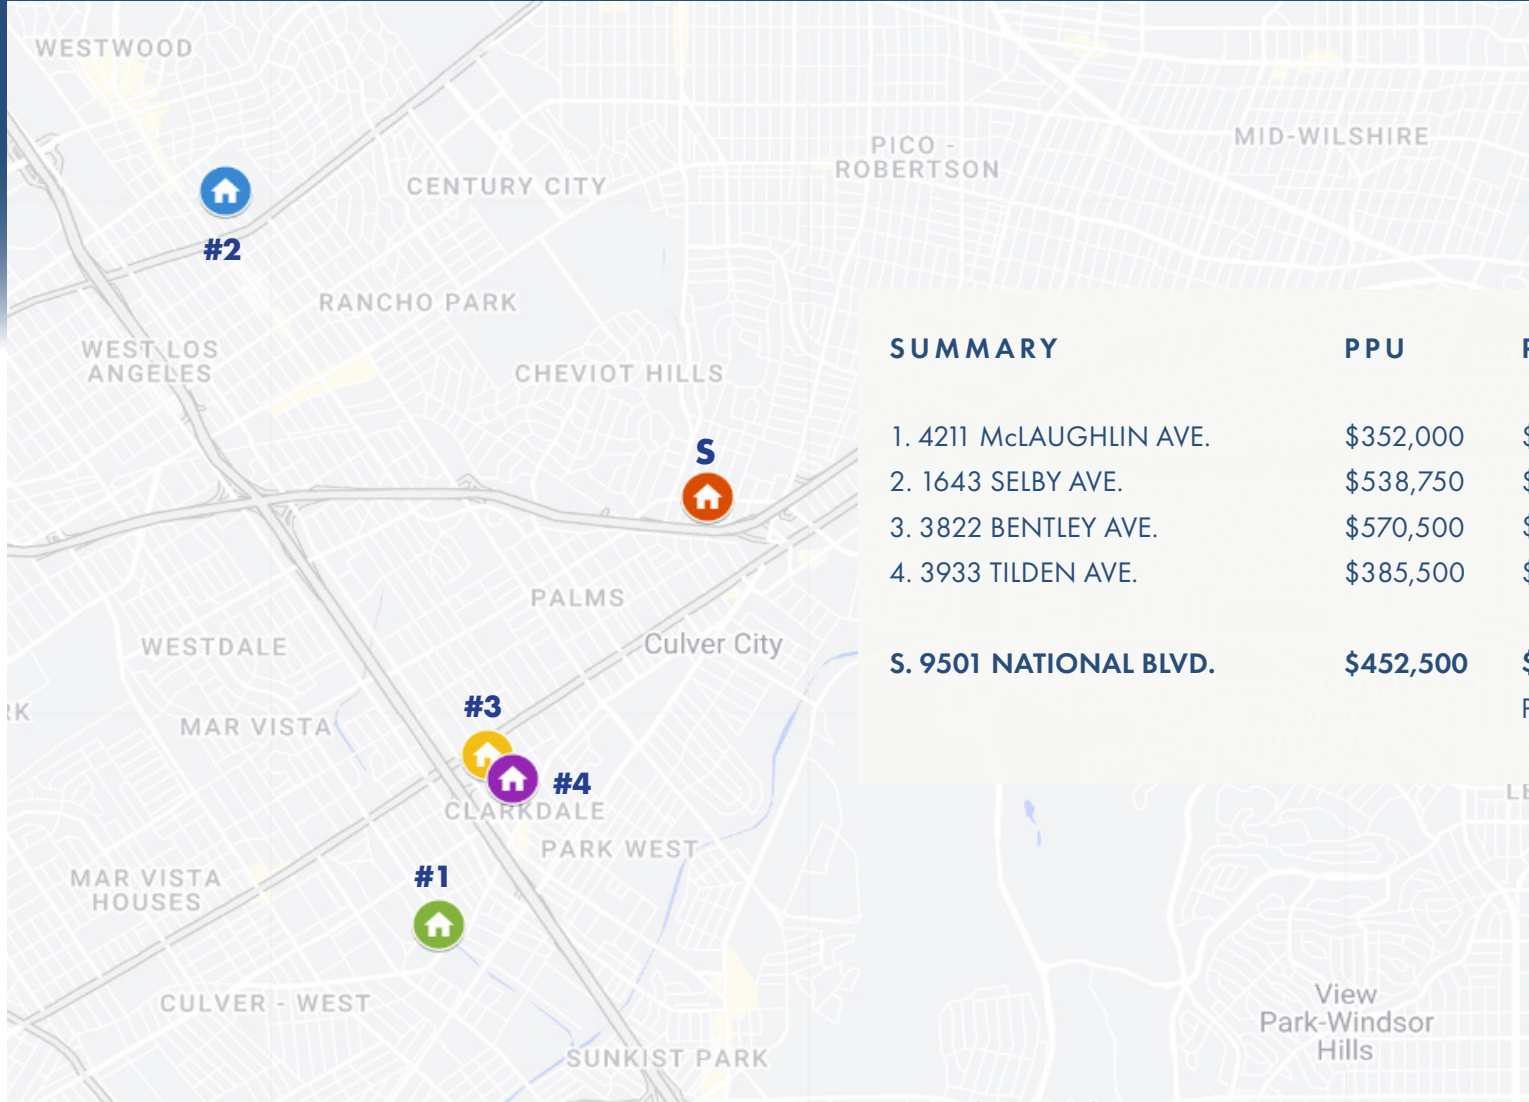 WESTWOOD
MID-WILSHIRE
PICO -
ROBERTSON
CENTURY CITY
#2
RANCHO PARK
WEST LOS
ANGELES
CHEVIOT HILLS
S
PALMS
Culver City
WESTDALE
#3
MAR VISTA
#4
CLARKDALE
PARK WEST
#1
MAR VISTA
HOUSES
CULVER - WEST
SUNKIST PARK
SUMMARY PPU
1. 4211 McLAUGHLIN AVE. $352,000 $
2. 1643 SELBY AVE. $538,750 $
3. 3822 BENTLEY AVE. $570,500 $
4. 3933 TILDEN AVE. $385,500 $
S. 9501 NATIONAL BLVD. $452,500 $
View
Park-Windsor
Hills